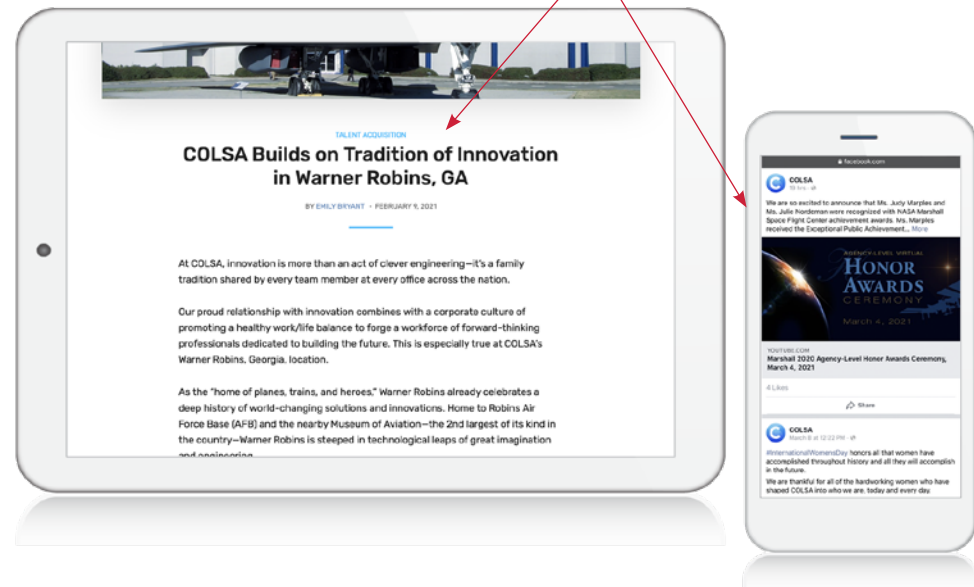 TALENT ACQUISITION
COLSA Builds on Tradition of Innovation
in Warner Robins, GA
BY EMILY BRYANT • FEBRUARY 9, 2021
At COLSA, innovation is more than an act of clever engineering—it's a family
tradition shared by every team member at every office across the nation.
Our proud relationship with innovation combines with a corporate culture of
promoting a healthy work/life balance to forge a workforce of forward-thinking
professionals dedicated to building the future. This is especially true at COLSA's
Warner Robins, Georgia, location.
As the "home of planes, trains, and heroes," Warner Robins already celebrates a
deep history of world-changing solutions and innovations. Home to Robins Air
Force Base (AFB) and the nearby Museum of Aviation—the 2nd largest of its kind in
the country—Warner Robins is steeped in technological leaps of great imagination
and engineering
facebook.com
COLSA
We are so excited to announce that Ms. Judy Marples and
Ms. Julie Nordeman were recognized with NASA Marshall
Space Flight Center achievement awards. Ms. Marples
received the Exceptional Public Achievement... More
AGENCY-LEVEL VIRTUAL
HONOR
AWARDS
CEREMONY
March 4, 2021
YOUTUBE.COM
Marshall 2020 Agency-Level Honor Awards Ceremony,
March 4, 2021
4 Likes
Share
COLSA
March 8 at 12:22 PM
#InternationalWomensDay honors all that women have
accomplished throughout history and all they will accomplish
in the future.
We are thankful for all of the hardworking women who have
shaped COLSA into who we are, today and every day.